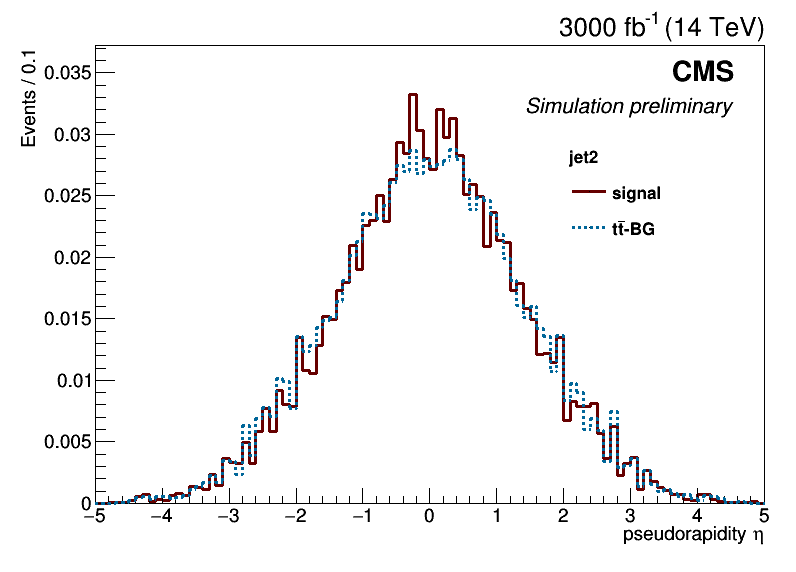 3000 fb⁻¹ (14 TeV)
Events / 0.1
CMS
Simulation preliminary
jet2
signal
tt̄-BG
0.035
0.03
0.025
0.02
0.015
0.01
0.005
0
−5 −4 −3 −2 −1 0 1 2 3 4 5
pseudorapidity η